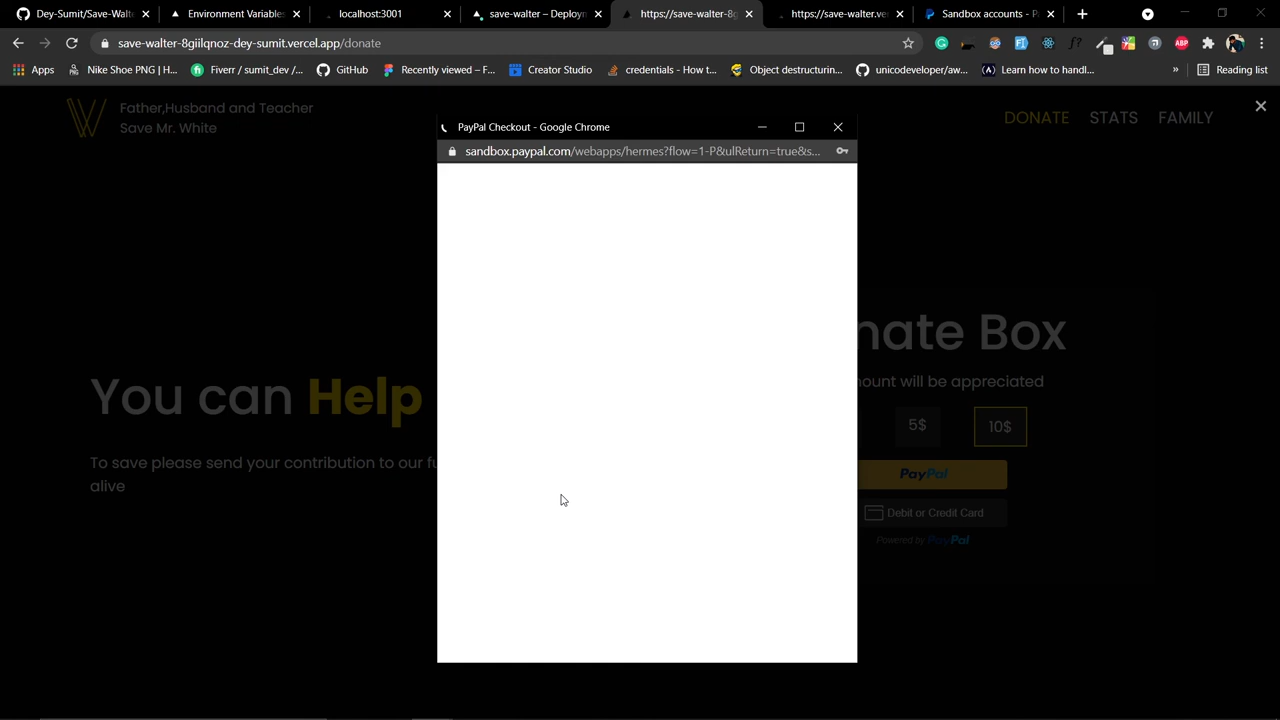 Dey-Sumit/Save-Walte
Environment Variables
localhost:3001
save-walter – Deploym
https://save-walter-8g
https://save-walter.ve
Sandbox accounts - P
save-walter-8giilqnoz-dey-sumit.vercel.app/donate
Apps
Nike Shoe PNG | H...
Fiverr / sumit_dev /...
GitHub
Recently viewed – F...
Creator Studio
credentials - How t...
Object destructurin...
unicodeveloper/aw...
Learn how to handl...
»
Reading list
Father,Husband and Teacher
Save Mr. White
DONATE STATS FAMILY
PayPal Checkout - Google Chrome
sandbox.paypal.com/webapps/hermes?flow=1-P&ulReturn=true&s...
You can Help
To save please send your contribution to our fu
alive
nate Box
ount will be appreciated
5$ 10$
PayPal
Debit or Credit Card
Powered by PayPal